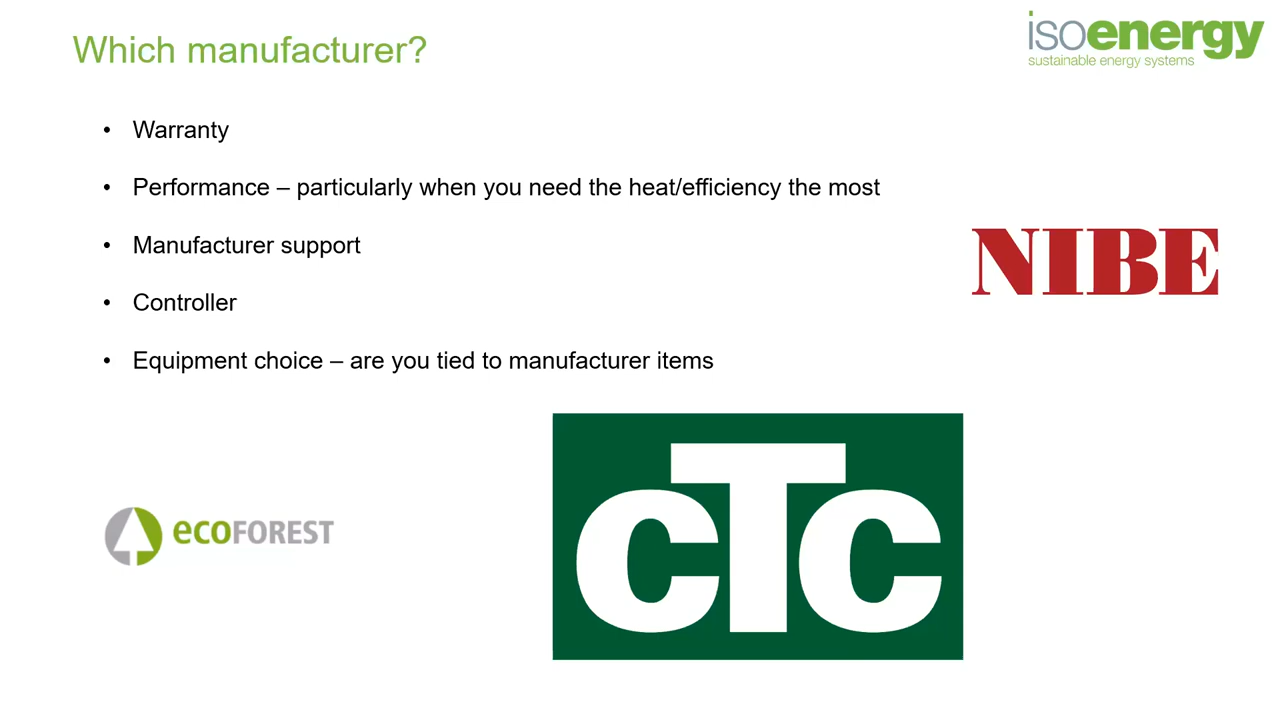 Which manufacturer?
isoenergy
sustainable energy systems
• Warranty
• Performance – particularly when you need the heat/efficiency the most
• Manufacturer support
• Controller
• Equipment choice – are you tied to manufacturer items
NIBE
cTc
ecoFOREST